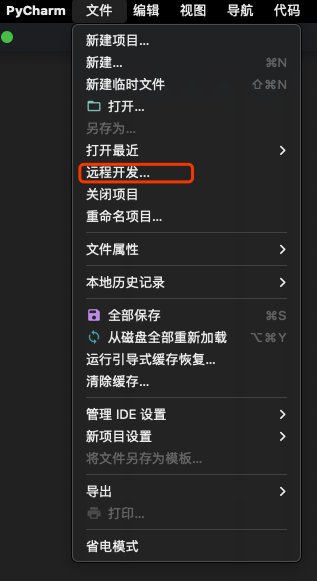 PyCharm 文件 编辑 视图 导航 代码
新建项目...
新建... ⌘N
新建临时文件 ⇧⌘N
打开...
另存为...
打开最近
远程开发...
关闭项目
重命名项目...
文件属性
本地历史记录
全部保存 ⌘S
从磁盘全部重新加载 ⌥⌘Y
运行引导式缓存恢复...
清除缓存...
管理 IDE 设置
新项目设置
将文件另存为模板...
导出
打印...
省电模式